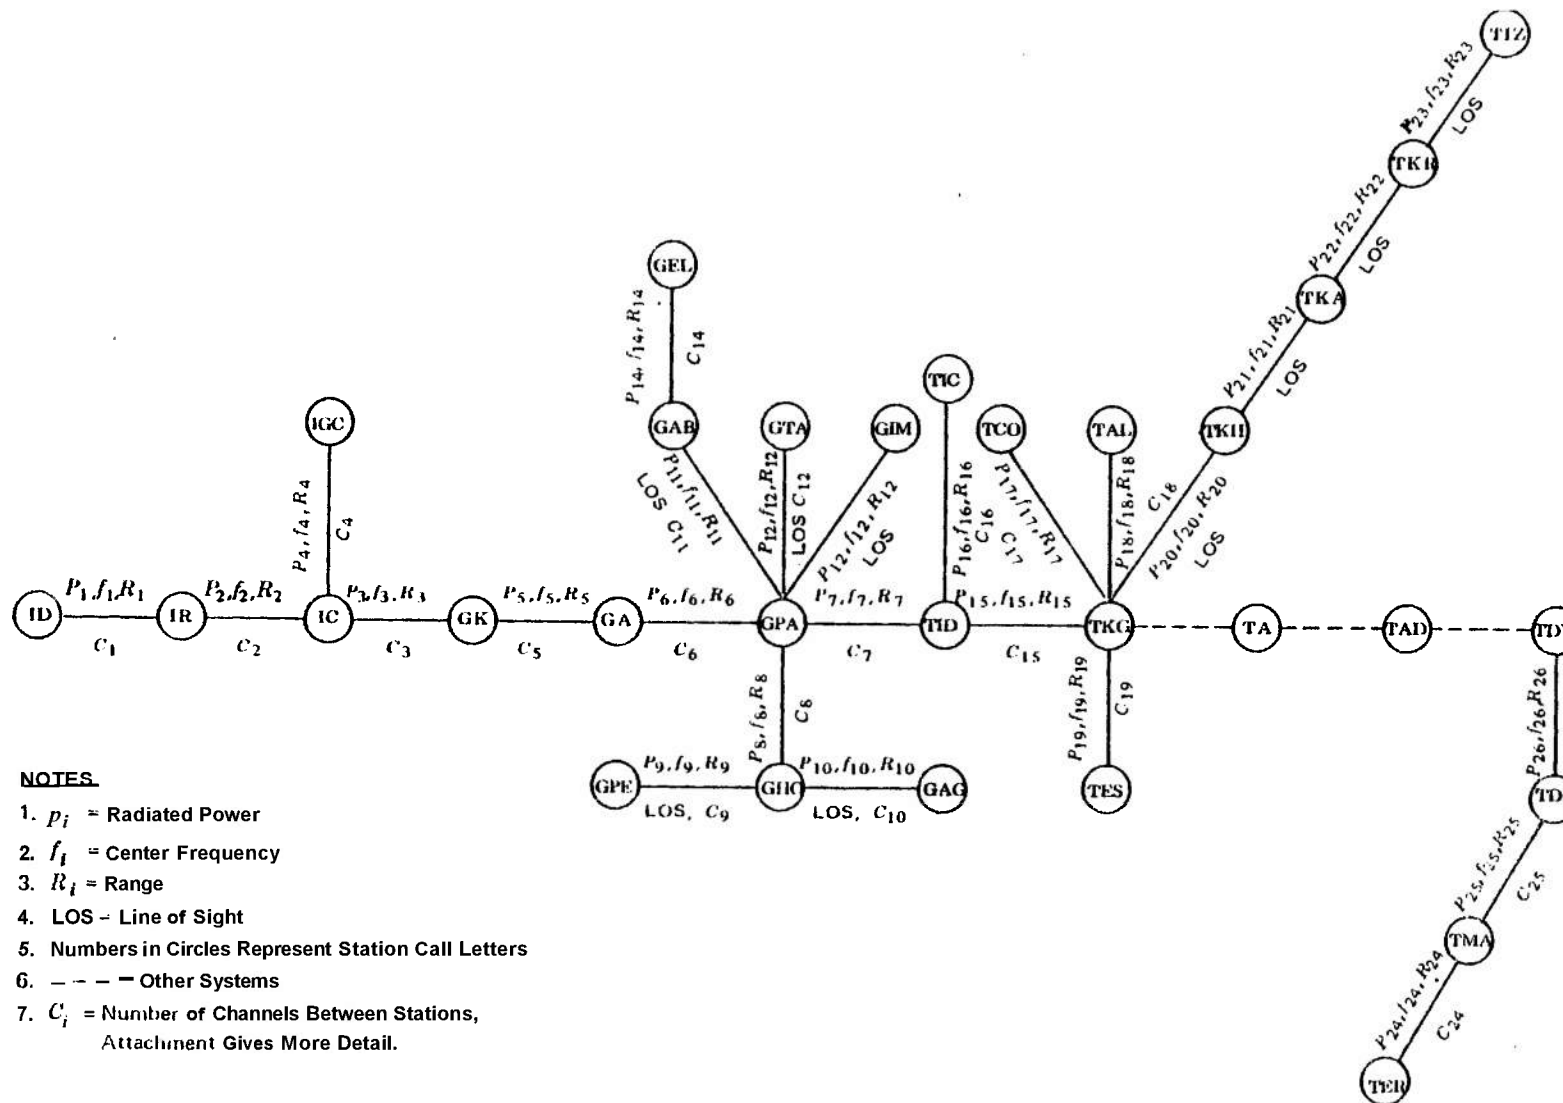 TTZ
P23, f23, R23
LOS
TKR
P22, f22, R22
LOS
TKA
P21, f21, R21
LOS
TKH
P20, f20, R20
LOS
GEL
P14, f14, R14
C14
GAB
P11, f11, R11
LOS C11
GTA
P12, f12, R12
LOS C12
GIM
P12, f12, R12
LOS
TIC
P16, f16, R16
C16
TCO
P17, f17, R17
C17
TAL
P18, f18, R18
C18
IGC
P4, f4, R4
C4
ID
P1, f1, R1
C1
IR
P2, f2, R2
C2
IC
P3, f3, R3
C3
GK
P5, f5, R5
C5
GA
P6, f6, R6
C6
GPA
P7, f7, R7
C7
TID
P15, f15, R15
C15
TKG
TA
TAD
P8, f8, R8
C8
GPE
P9, f9, R9
LOS, C9
GHO
P10, f10, R10
LOS, C10
GAG
P19, f19, R19
C19
TES
P26, f26, R26
P25, f25, R25
C25
TMA
P24, f24, R24
C24
TER
NOTES
1. pi = Radiated Power
2. fi = Center Frequency
3. Ri = Range
4. LOS - Line of Sight
5. Numbers in Circles Represent Station Call Letters
6. - - - - Other Systems
7. Ci = Number of Channels Between Stations,
Attachment Gives More Detail.